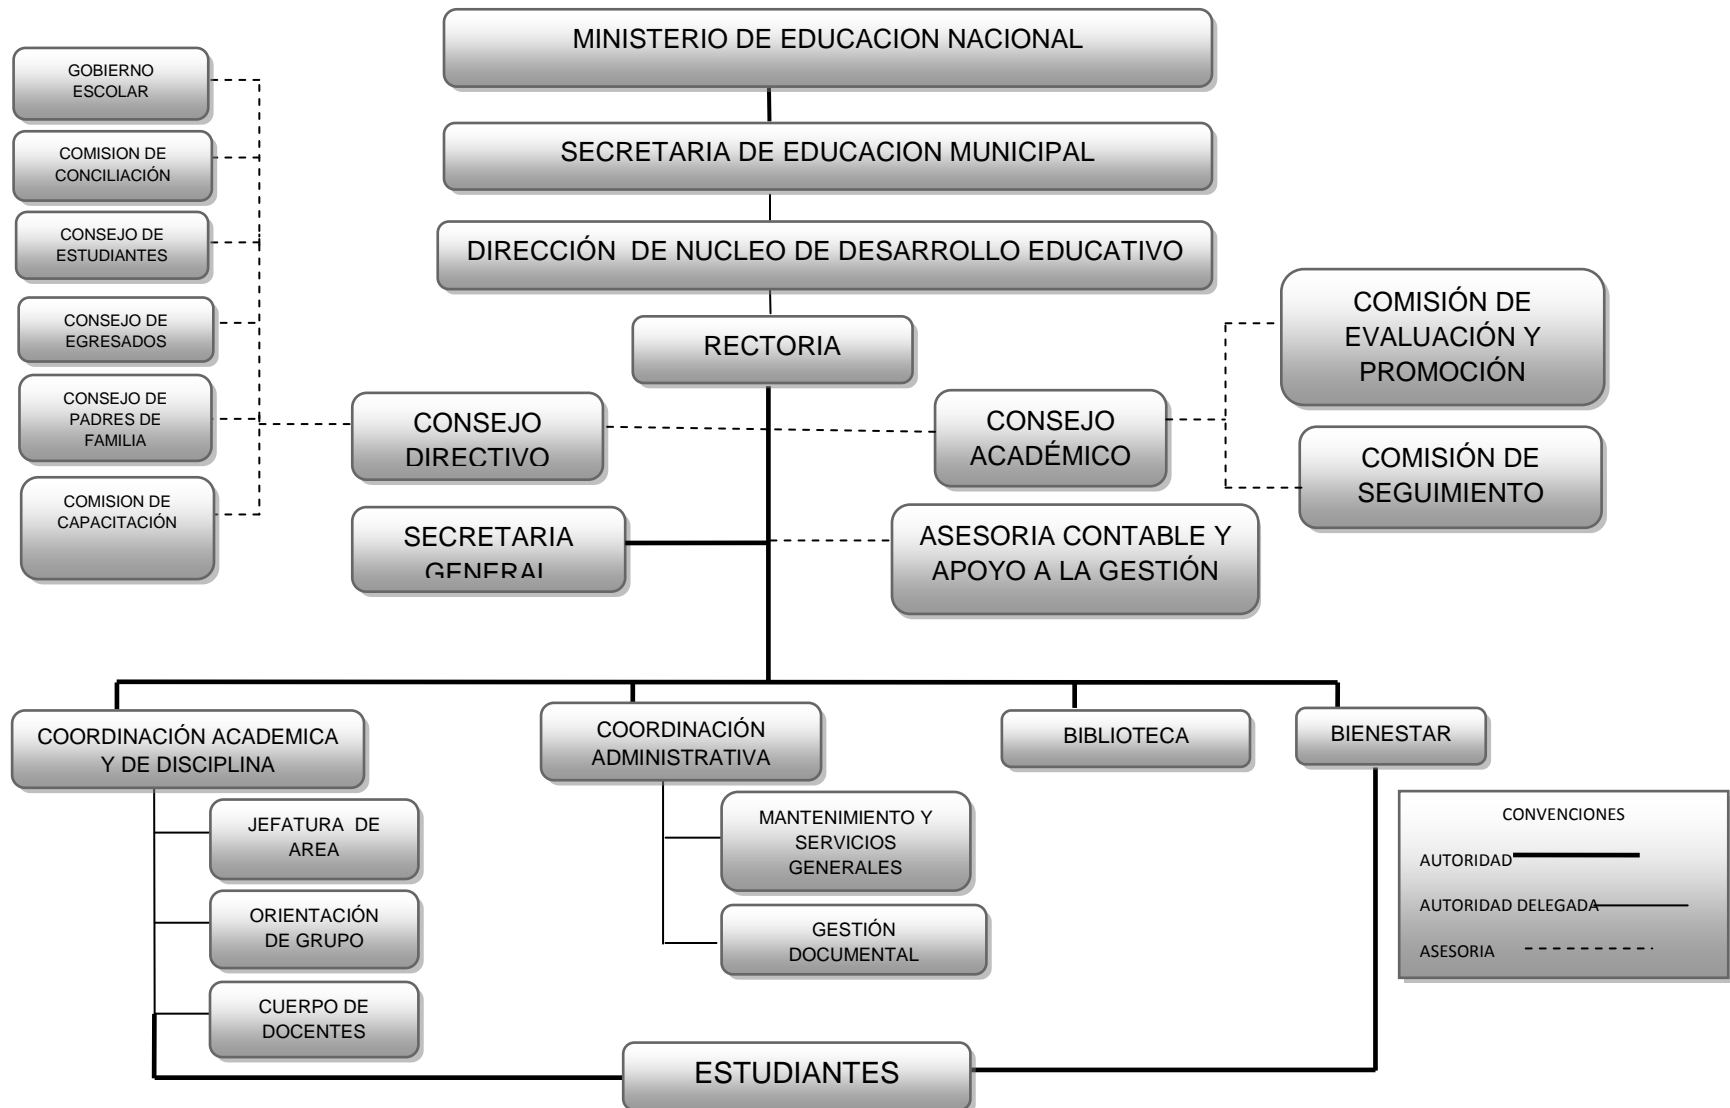 MINISTERIO DE EDUCACION NACIONAL
GOBIERNO
ESCOLAR
COMISION DE
CONCILIACIÓN
CONSEJO DE
ESTUDIANTES
CONSEJO DE
EGRESADOS
CONSEJO DE
PADRES DE
FAMILIA
COMISION DE
CAPACITACIÓN
SECRETARIA DE EDUCACION MUNICIPAL
DIRECCIÓN  DE NUCLEO DE DESARROLLO EDUCATIVO
RECTORIA
CONSEJO
DIRECTIVO
CONSEJO
ACADÉMICO
COMISIÓN DE
EVALUACIÓN Y
PROMOCIÓN
COMISIÓN DE
SEGUIMIENTO
SECRETARIA
GENERAL
ASESORIA CONTABLE Y
APOYO A LA GESTIÓN
COORDINACIÓN ACADEMICA
Y DE DISCIPLINA
COORDINACIÓN
ADMINISTRATIVA
BIBLIOTECA
BIENESTAR
JEFATURA  DE
AREA
ORIENTACIÓN
DE GRUPO
CUERPO DE
DOCENTES
MANTENIMIENTO Y
SERVICIOS
GENERALES
GESTIÓN
DOCUMENTAL
CONVENCIONES
AUTORIDAD
AUTORIDAD DELEGADA
ASESORIA
ESTUDIANTES